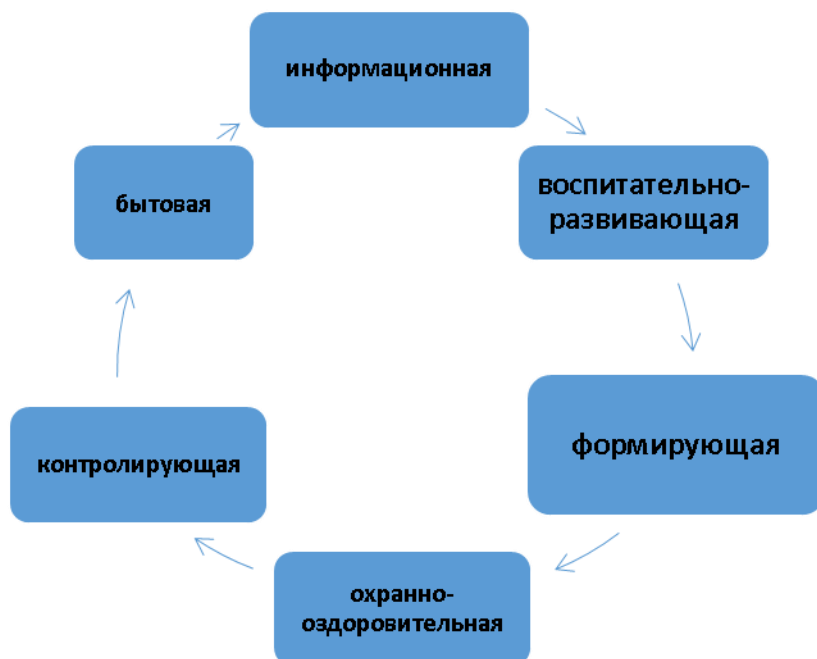 информационная
воспитательно-
развивающая
формирующая
охранно-
оздоровительная
контролирующая
бытовая